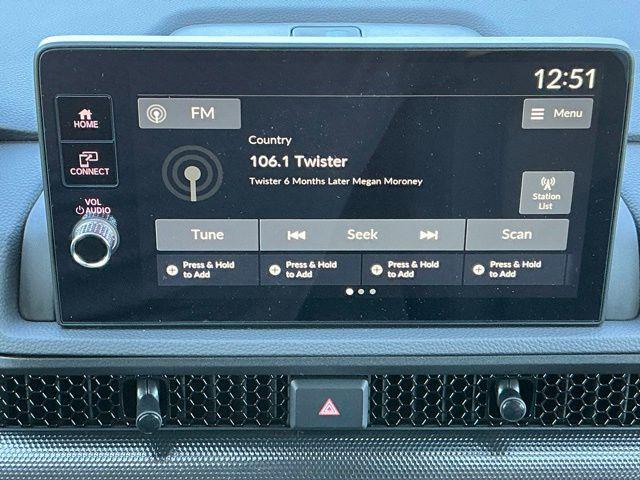 12:51
HOME
FM
Menu
Country
CONNECT
106.1 Twister
Twister 6 Months Later Megan Moroney
VOL
AUDIO
Station
List
Tune
Seek
Scan
Press & Hold
to Add
Press & Hold
to Add
Press & Hold
to Add
Press & Hold
to Add